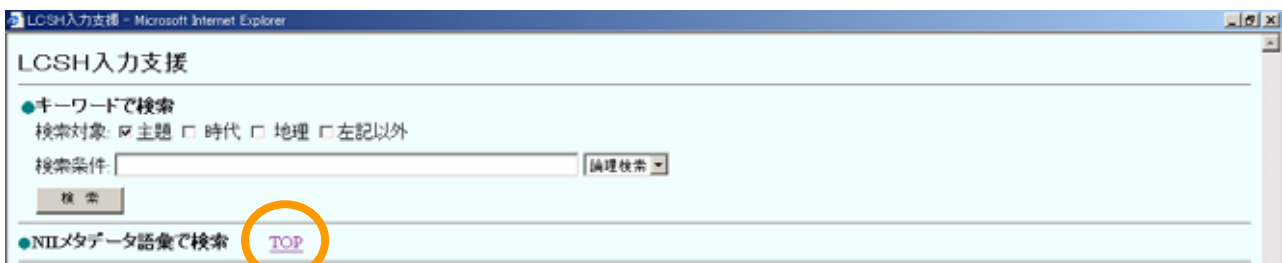 LCSH入力支援 - Microsoft Internet Explorer
LCSH入力支援
●キーワードで検索
検索対象: 主題 時代 地理 左記以外
検索条件: 論理検索
検 索
●NIIメタデータ語彙で検索 TOP